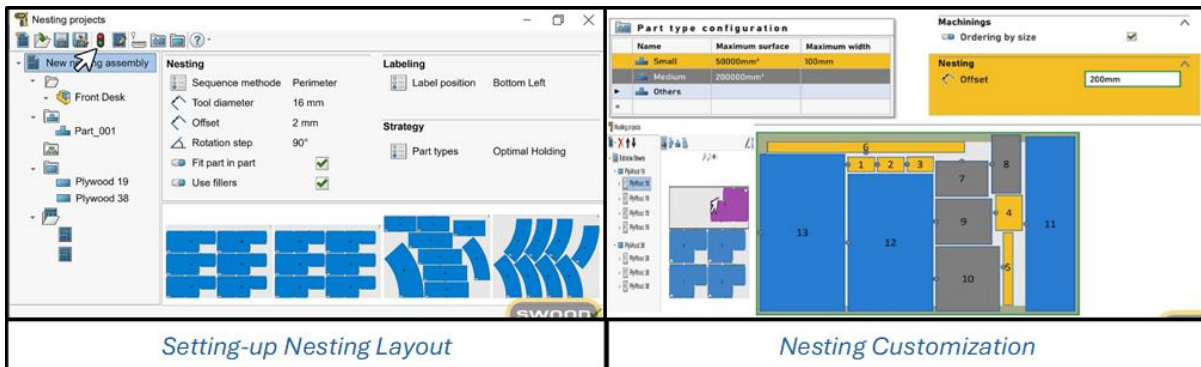 Nesting projects
New nesting assembly
Front Desk
Part_001
Plywood 19
Plywood 38
Nesting
Sequence methode Perimeter
Tool diameter 16 mm
Offset 2 mm
Rotation step 90°
Fit part in part
Use fillers
Labeling
Label position Bottom Left
Strategy
Part types Optimal Holding
SWOOD
Part type configuration
Name Maximum surface Maximum width
Small 50000mm² 100mm
Medium 200000mm²
Others
Machinings
Ordering by size
Nesting
Offset 200mm
Nesting projects
6
1 2 3
7
8
9
4
5
10
11
12
13
Setting-up Nesting Layout
Nesting Customization